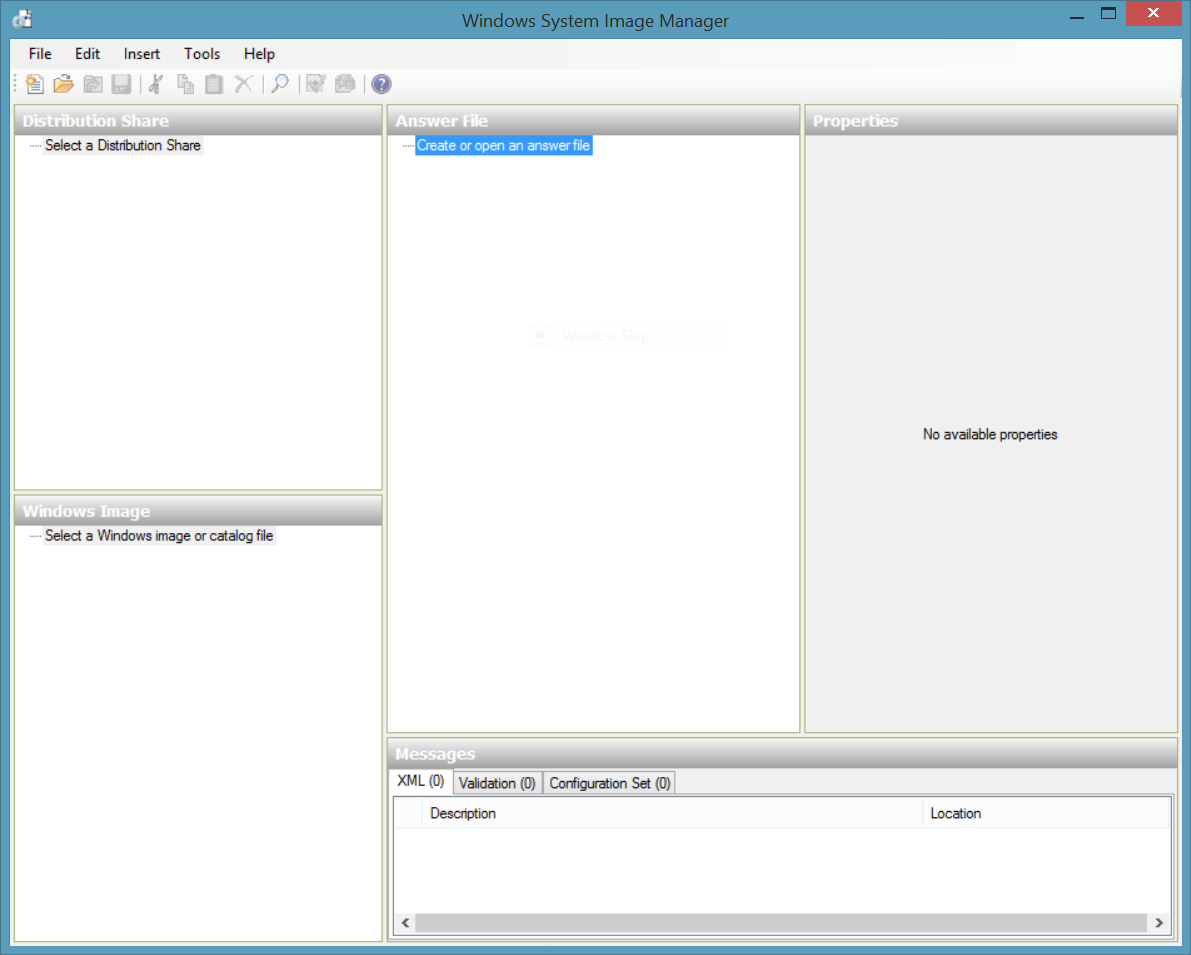 Windows System Image Manager
File Edit Insert Tools Help
Distribution Share
Select a Distribution Share
Answer File
Create or open an answer file
Window Snip
Properties
No available properties
Windows Image
Select a Windows image or catalog file
Messages
XML (0) Validation (0) Configuration Set (0)
Description Location